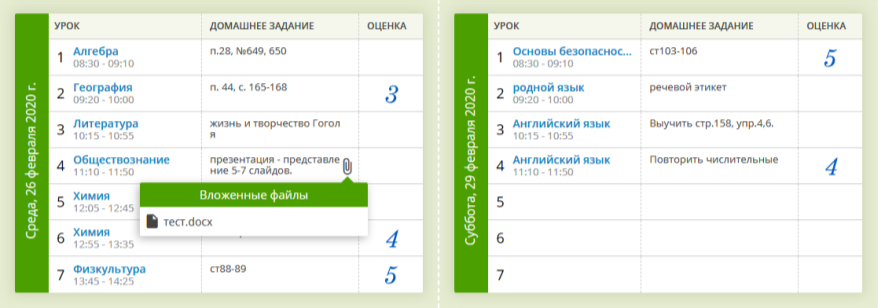 Среда, 26 февраля 2020 г.
УРОК ДОМАШНЕЕ ЗАДАНИЕ ОЦЕНКА
1 Алгебра п.28, №649, 650
08:30 - 09:10
2 География п. 44, с. 165-168 3
09:20 - 10:00
3 Литература жизнь и творчество Гогол
10:15 - 10:55 я
4 Обществознание презентация - представле
11:10 - 11:50 ние 5-7 слайдов.
Вложенные файлы
тест.docx
5 Химия
12:05 - 12:45
6 Химия 4
12:55 - 13:35
7 Физкультура ст88-89 5
13:45 - 14:25
Суббота, 29 февраля 2020 г.
УРОК ДОМАШНЕЕ ЗАДАНИЕ ОЦЕНКА
1 Основы безопаснос... ст103-106 5
08:30 - 09:10
2 родной язык речевой этикет
09:20 - 10:00
3 Английский язык Выучить стр.158, упр.4,6.
10:15 - 10:55
4 Английский язык Повторить числительные 4
11:10 - 11:50
5
6
7